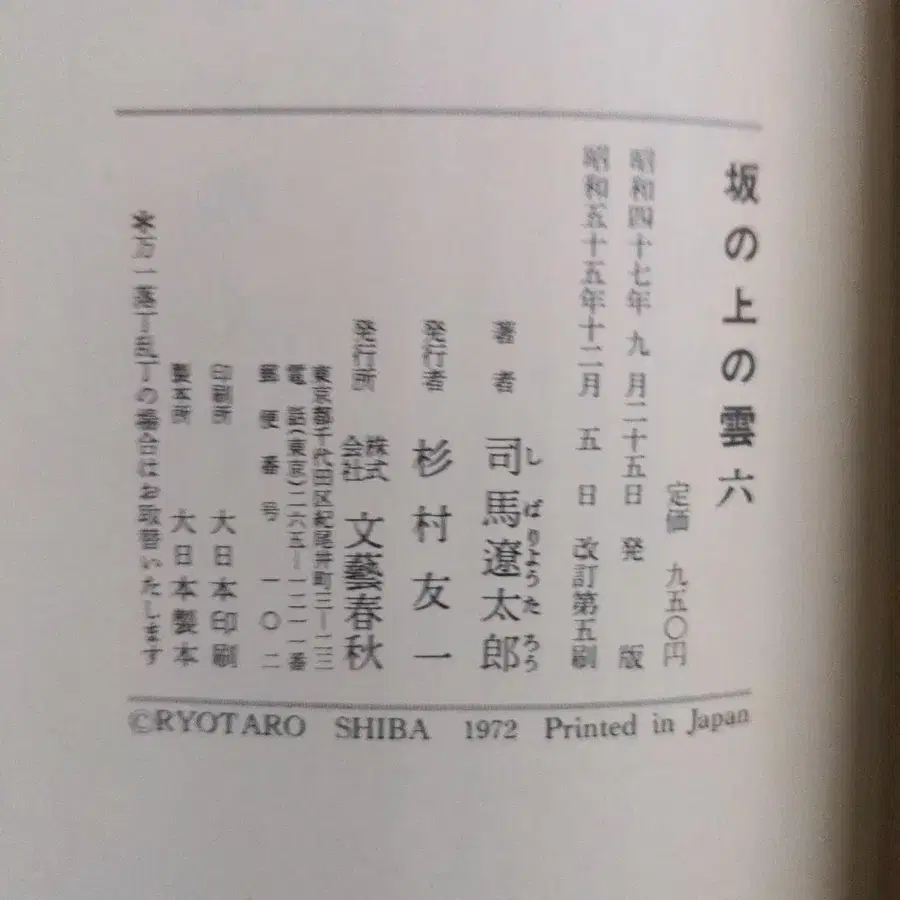 坂の上の雲 六
定価 九五〇円
昭和四十七年 九 月二十五日 発 版
昭和五十五年十二月 五 日 改訂第五刷
著 者 司馬遼太郎
しばりようたろう
発行者 杉村友一
発行所 株式会社 文藝春秋
東京都千代田区紀尾井町三—二三
電 話(東京)二六五—一二一一番
郵 便 番 号 一〇二
印刷所 大日本印刷
製本所 大日本製本
＊万一落丁乱丁の場合はお取替いたします
©RYOTARO SHIBA 1972 Printed in Japan